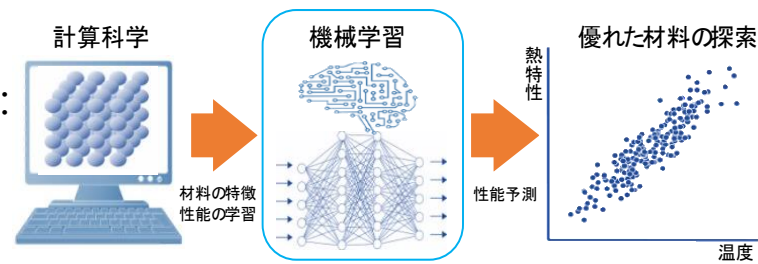 計算科学
機械学習
優れた材料の探索
:
材料の特徴
性能の学習
性能予測
熱特性
温度